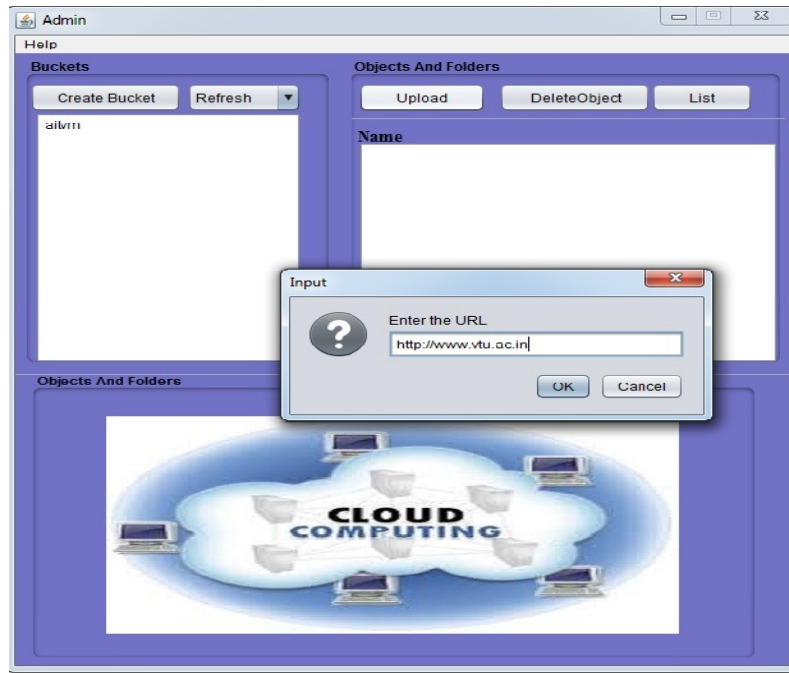 Admin
Help
Buckets
Objects And Folders
Create Bucket
Refresh
Upload
DeleteObject
List
Name
Input
Enter the URL
http://www.vtu.ac.in
OK
Cancel
Objects And Folders
CLOUD
COMPUTING